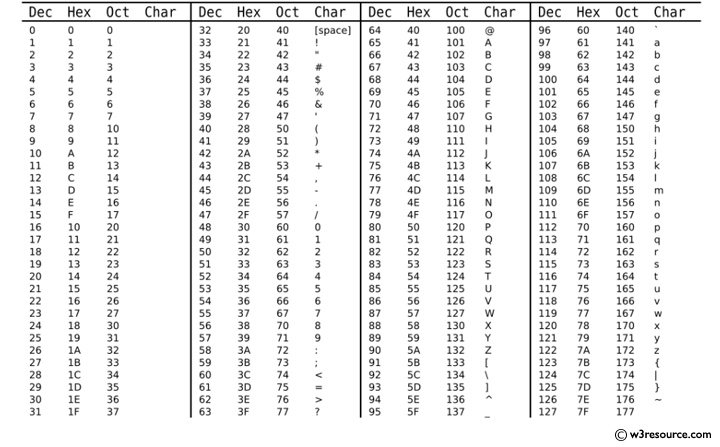 Dec Hex Oct Char Dec Hex Oct Char Dec Hex Oct Char Dec Hex Oct Char
0 0 0 32 20 40 [space] 64 40 100 @ 96 60 140 `
1 1 1 33 21 41 ! 65 41 101 A 97 61 141 a
2 2 2 34 22 42 " 66 42 102 B 98 62 142 b
3 3 3 35 23 43 # 67 43 103 C 99 63 143 c
4 4 4 36 24 44 $ 68 44 104 D 100 64 144 d
5 5 5 37 25 45 % 69 45 105 E 101 65 145 e
6 6 6 38 26 46 & 70 46 106 F 102 66 146 f
7 7 7 39 27 47 ' 71 47 107 G 103 67 147 g
8 8 10 40 28 50 ( 72 48 110 H 104 68 150 h
9 9 11 41 29 51 ) 73 49 111 I 105 69 151 i
10 A 12 42 2A 52 * 74 4A 112 J 106 6A 152 j
11 B 13 43 2B 53 + 75 4B 113 K 107 6B 153 k
12 C 14 44 2C 54 , 76 4C 114 L 108 6C 154 l
13 D 15 45 2D 55 - 77 4D 115 M 109 6D 155 m
14 E 16 46 2E 56 . 78 4E 116 N 110 6E 156 n
15 F 17 47 2F 57 / 79 4F 117 O 111 6F 157 o
16 10 20 48 30 60 0 80 50 120 P 112 70 160 p
17 11 21 49 31 61 1 81 51 121 Q 113 71 161 q
18 12 22 50 32 62 2 82 52 122 R 114 72 162 r
19 13 23 51 33 63 3 83 53 123 S 115 73 163 s
20 14 24 52 34 64 4 84 54 124 T 116 74 164 t
21 15 25 53 35 65 5 85 55 125 U 117 75 165 u
22 16 26 54 36 66 6 86 56 126 V 118 76 166 v
23 17 27 55 37 67 7 87 57 127 W 119 77 167 w
24 18 30 56 38 70 8 88 58 130 X 120 78 170 x
25 19 31 57 39 71 9 89 59 131 Y 121 79 171 y
26 1A 32 58 3A 72 : 90 5A 132 Z 122 7A 172 z
27 1B 33 59 3B 73 ; 91 5B 133 [ 123 7B 173 {
28 1C 34 60 3C 74 < 92 5C 134 \ 124 7C 174 |
29 1D 35 61 3D 75 = 93 5D 135 ] 125 7D 175 }
30 1E 36 62 3E 76 > 94 5E 136 ^ 126 7E 176 ~
31 1F 37 63 3F 77 ? 95 5F 137 _ 127 7F 177
© w3resource.com